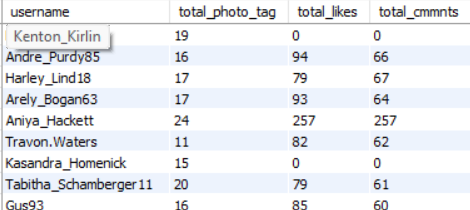 username total_photo_tag total_likes total_cmmnts
Kenton_Kirlin 19 0 0
Andre_Purdy85 16 94 66
Harley_Lind18 17 79 67
Arely_Bogan63 17 93 64
Aniya_Hackett 24 257 257
Travon.Waters 11 82 62
Kasandra_Homenick 15 0 0
Tabitha_Schamberger11 20 79 61
Gus93 16 85 60